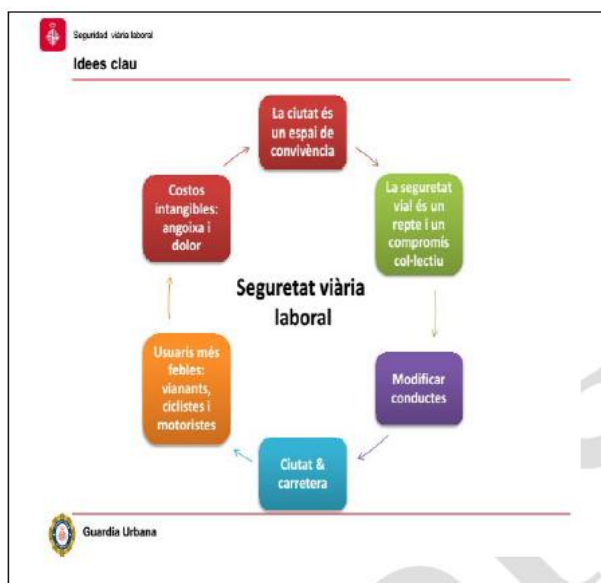 Seguridad viària laboral
Idees clau
La ciutat és
un espai de
convivència
La seguretat
vial és un
repte i un
compromís
col·lectiu
Modificar
conductes
Ciutat &
carretera
Usuaris més
febles:
vianants,
ciclistes i
motoristes
Costos
intangibles:
angoixa i
dolor
Seguretat viària
laboral
Guardia Urbana